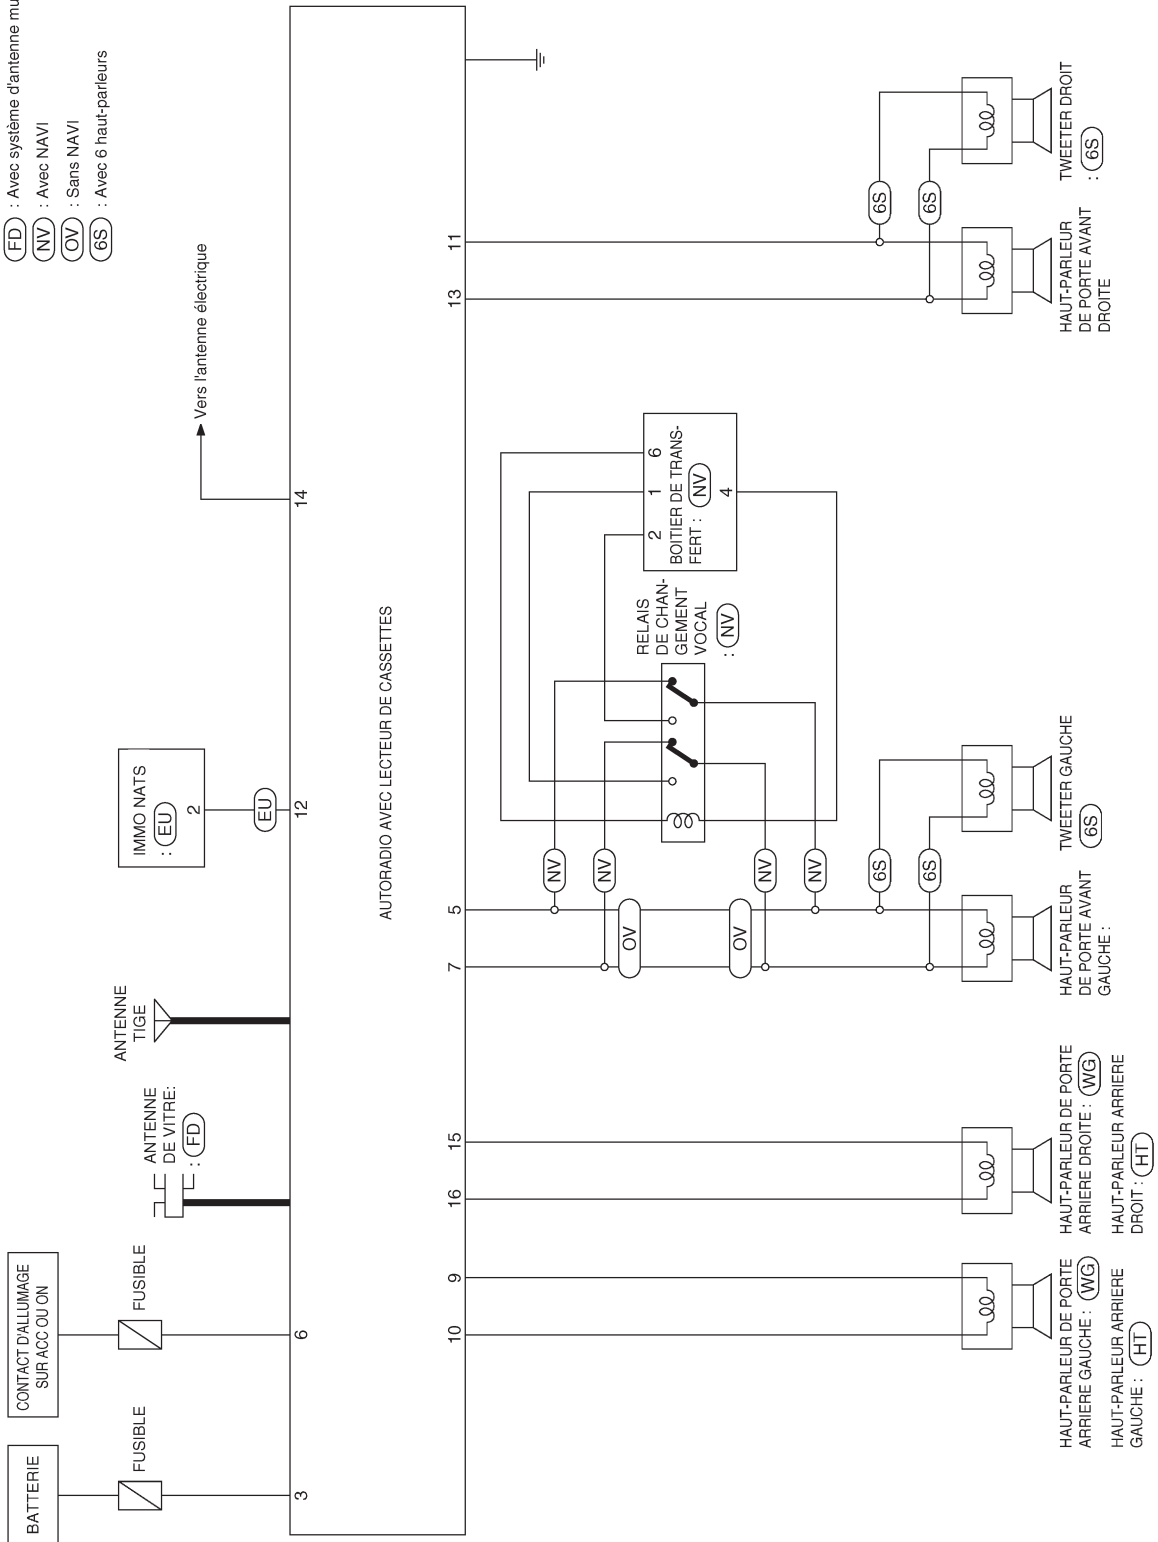 FD : Avec système d'antenne
NV : Avec NAVI
OV : Sans NAVI
6S : Avec 6 haut-parleurs
BATTERIE
FUSIBLE
3
CONTACT D'ALLUMAGE
SUR ACC OU ON
FUSIBLE
6
ANTENNE
DE VITRE:
: FD
ANTENNE
TIGE
IMMO NATS
: EU
2
EU
12
Vers l'antenne électrique
14
AUTORADIO AVEC LECTEUR DE CASSETTES
10
9
16
15
7
5
13
11
NV
NV
OV
OV
NV
NV
6S
6S
RELAIS
DE CHAN-
GEMENT
VOCAL
: NV
2
1
6
BOITIER DE TRANS-
FERT : NV
4
6S
6S
HAUT-PARLEUR DE PORTE
ARRIERE GAUCHE : WG
HAUT-PARLEUR ARRIERE
GAUCHE : HT
HAUT-PARLEUR DE PORTE
ARRIERE DROITE : WG
HAUT-PARLEUR ARRIERE
DROIT : HT
HAUT-PARLEUR
DE PORTE AVANT
GAUCHE :
TWEETER GAUCHE
6S
HAUT-PARLEUR
DE PORTE AVANT
DROITE
TWEETER DROIT
: 6S